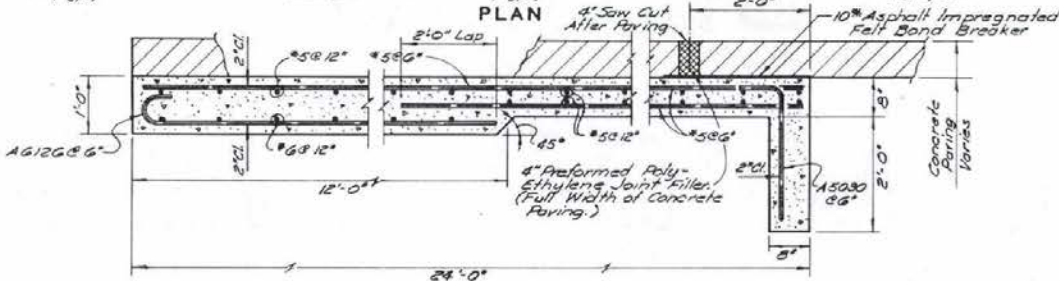 PLAN
2'-0"
4" Saw Cut
After Paving
10# Asphalt Impregnated
Felt Bond Breaker
2'-0" Lap
2" Cl.
#5 @ 12"
#5 @ 6"
1'-0"
8"
Concrete
Paving
Varies
A6126 @ 6"
2" Cl.
#6 @ 12"
45°
#5 @ 12"
#5 @ 6"
2'-0"
12'-0"
4" Preformed Poly-
Ethylene Joint Filler.
(Full Width of Concrete
Paving.)
2" Cl.
A5090
@ 6"
8"
24'-0"